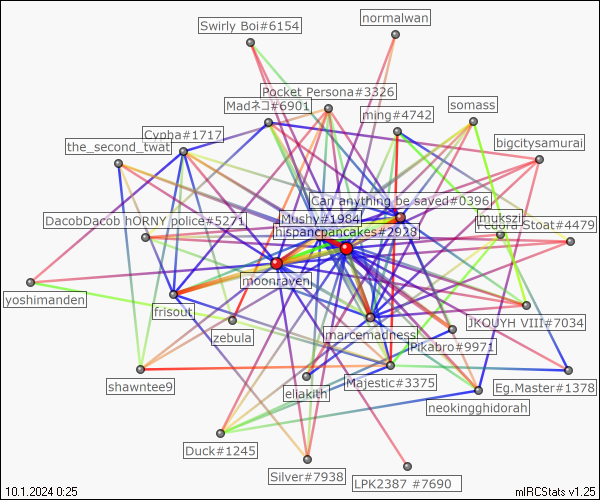 normalwan
Swirly Boi#6154
Pocket Persona#3326
Madネコ#6901
somass
ming#4742
Cypha#1717
bigcitysamurai
the_second_twat
Can anything be saved#0396
mukszi
Mushy#1984
DacobDacob hORNY police#5271
Fedora Stoat#4479
hispancpancakes#2928
moonraven
yoshimanden
frisout
JKQUYH VIII#7034
zebula
marcemadness!
Pikabro#9971
shawntee9
eliakith
Majestic#3375
Eg.Master#1378
neokingghidorah
Duck#1245
Silver#7938
LPK2387 ~#7690
10.1.2024 0:25
mIRCStats v1.25